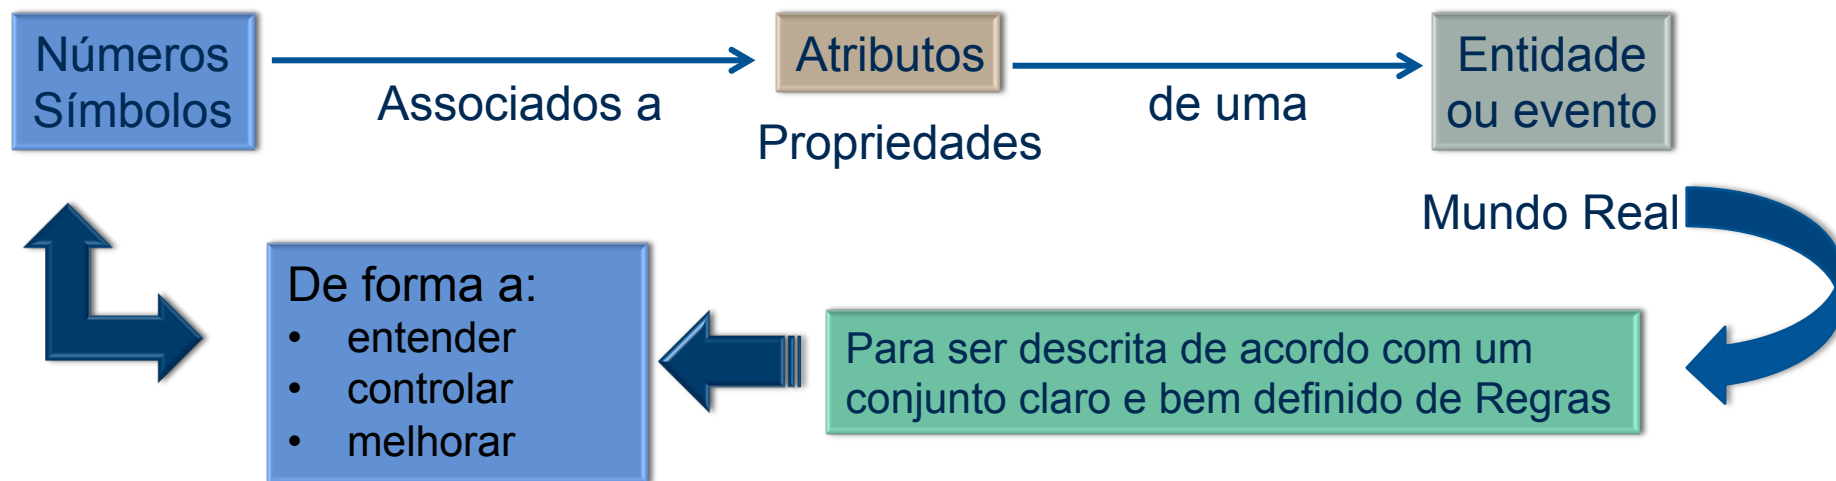 Números
Símbolos
Associados a
Atributos
Propriedades
de uma
Entidade
ou evento
Mundo Real
Para ser descrita de acordo com um
conjunto claro e bem definido de Regras
De forma a:
• entender
• controlar
• melhorar